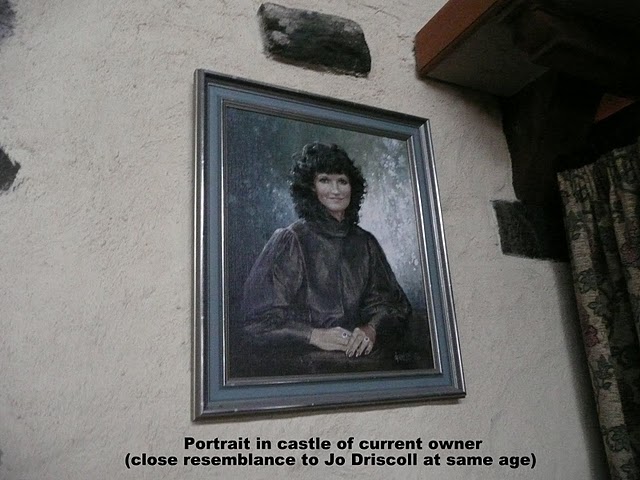 Portrait in castle of current owner
(close resemblance to Jo Driscoll at same age)